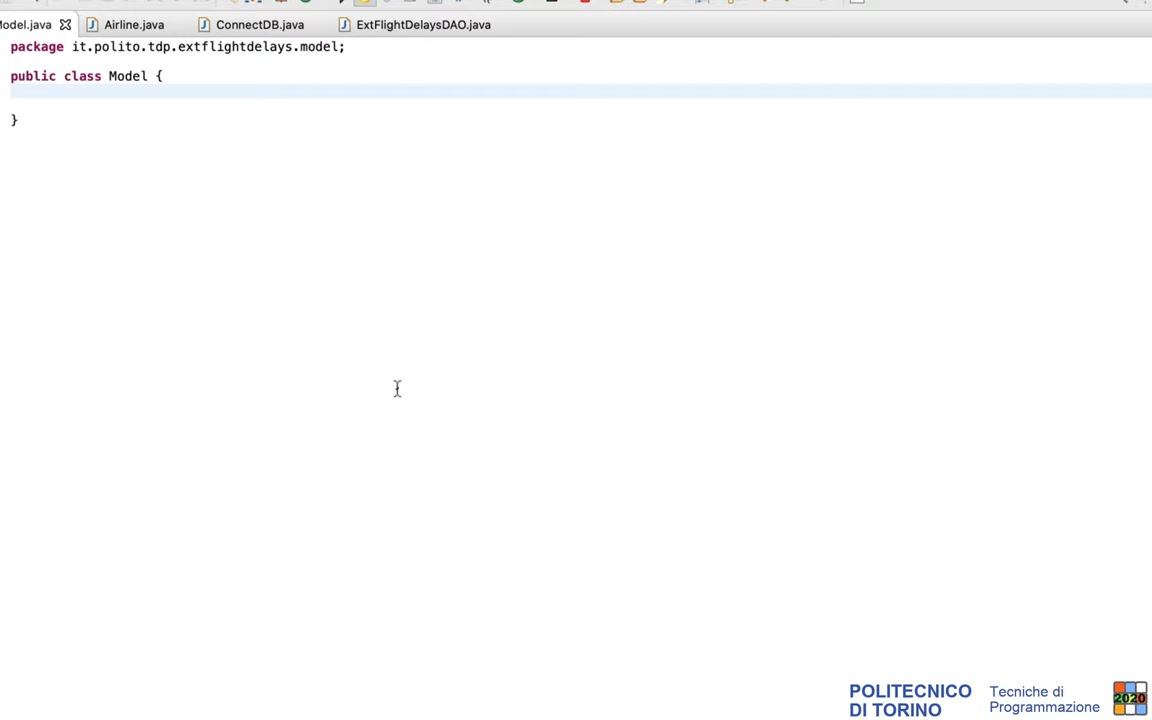 Model.java Airline.java ConnectDB.java ExtFlightDelaysDAO.java
package it.polito.tdp.extflightdelays.model;
public class Model {
}
POLITECNICO
DI TORINO
Tecniche di
Programmazione
2020